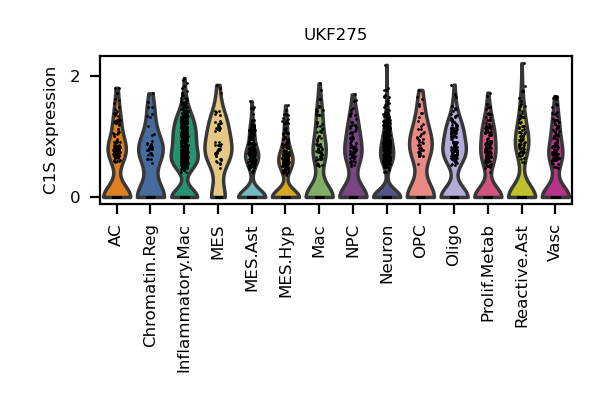 UKF275
C1S expression
2
0
AC
Chromatin.Reg
Inflammatory.Mac
MES
MES.Ast
MES.Hyp
Mac
NPC
Neuron
OPC
Oligo
Prolif.Metab
Reactive.Ast
Vasc